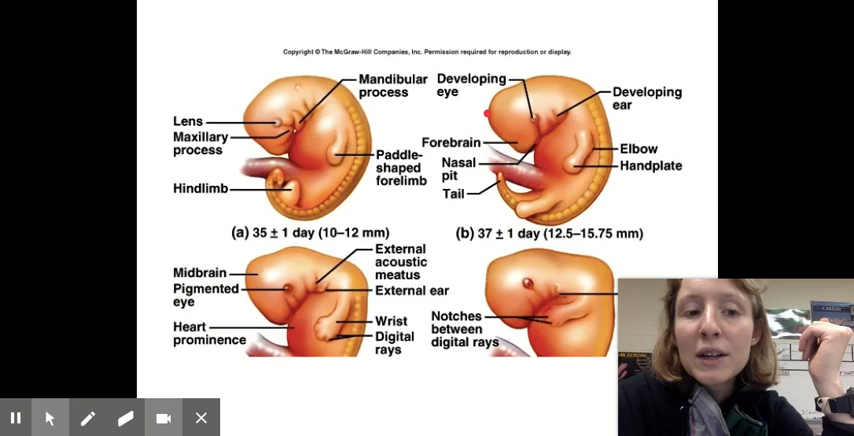 Copyright © The McGraw-Hill Companies, Inc. Permission required for reproduction or display.
Mandibular
process
Lens
Maxillary
process
Paddle-
shaped
forelimb
Hindlimb
(a) 35 ± 1 day (10–12 mm)
Developing
eye
Developing
ear
Forebrain
Elbow
Nasal
pit
Handplate
Tail
(b) 37 ± 1 day (12.5–15.75 mm)
External
acoustic
meatus
Midbrain
Pigmented
eye
External ear
Heart
prominence
Wrist
Digital
rays
Notches
between
digital rays
CARSON